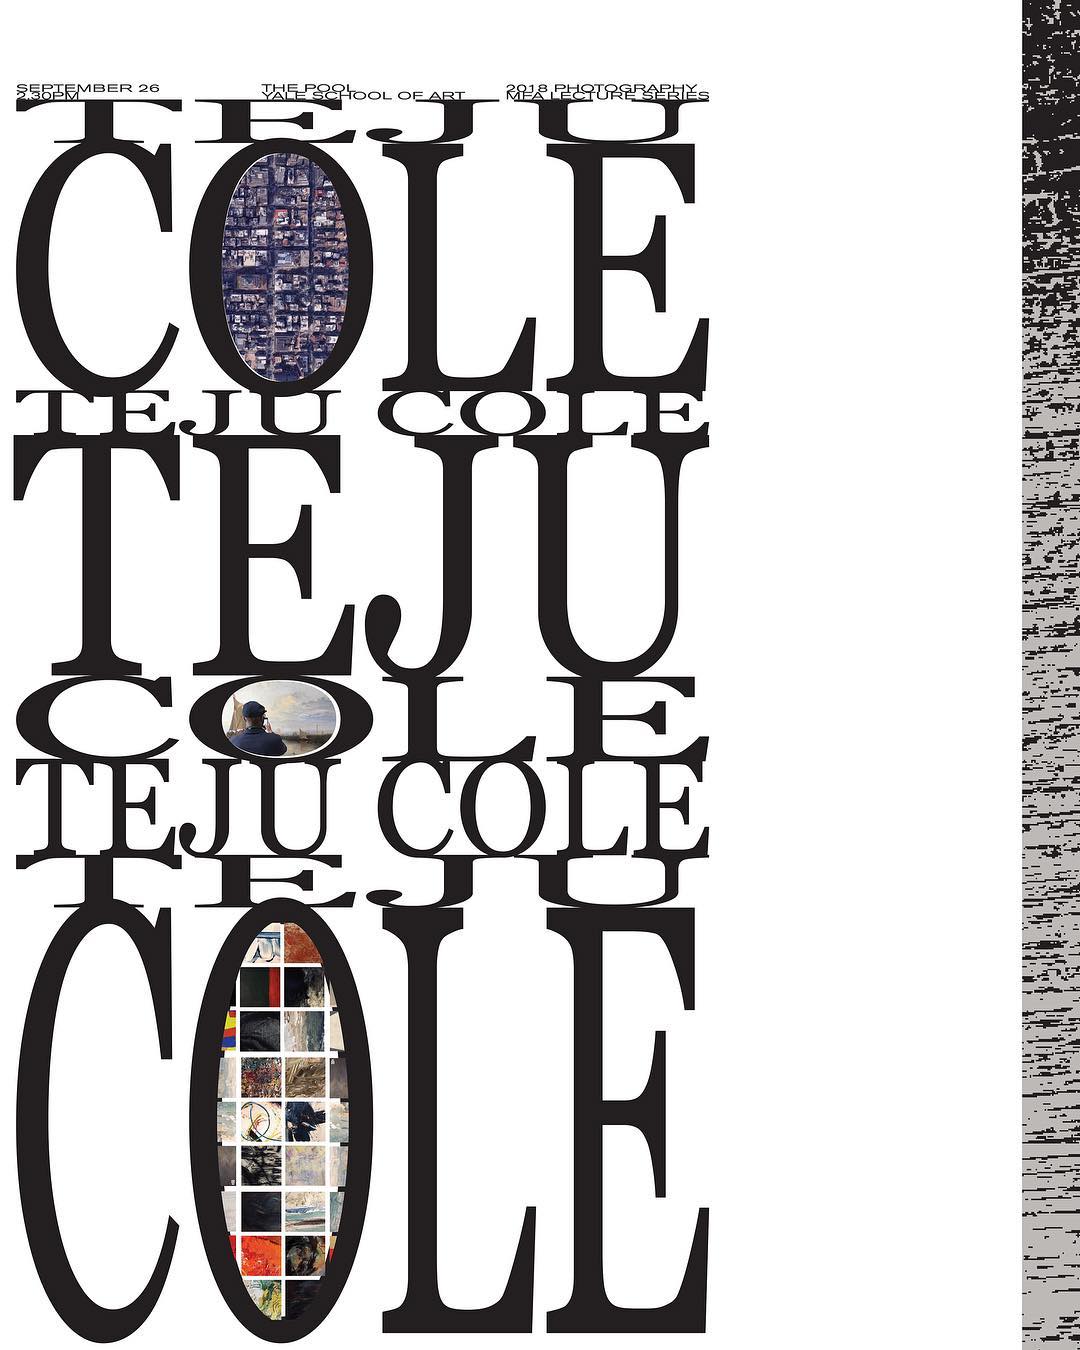 SEPTEMBER 26
2.30PM
THE POOL
YALE SCHOOL OF ART
2018 PHOTOGRAPHY
MFA LECTURE SERIES
TEJU
COLE
TEJU COLE
TEJU
COLE
TEJU COLE
TEJU
COLE